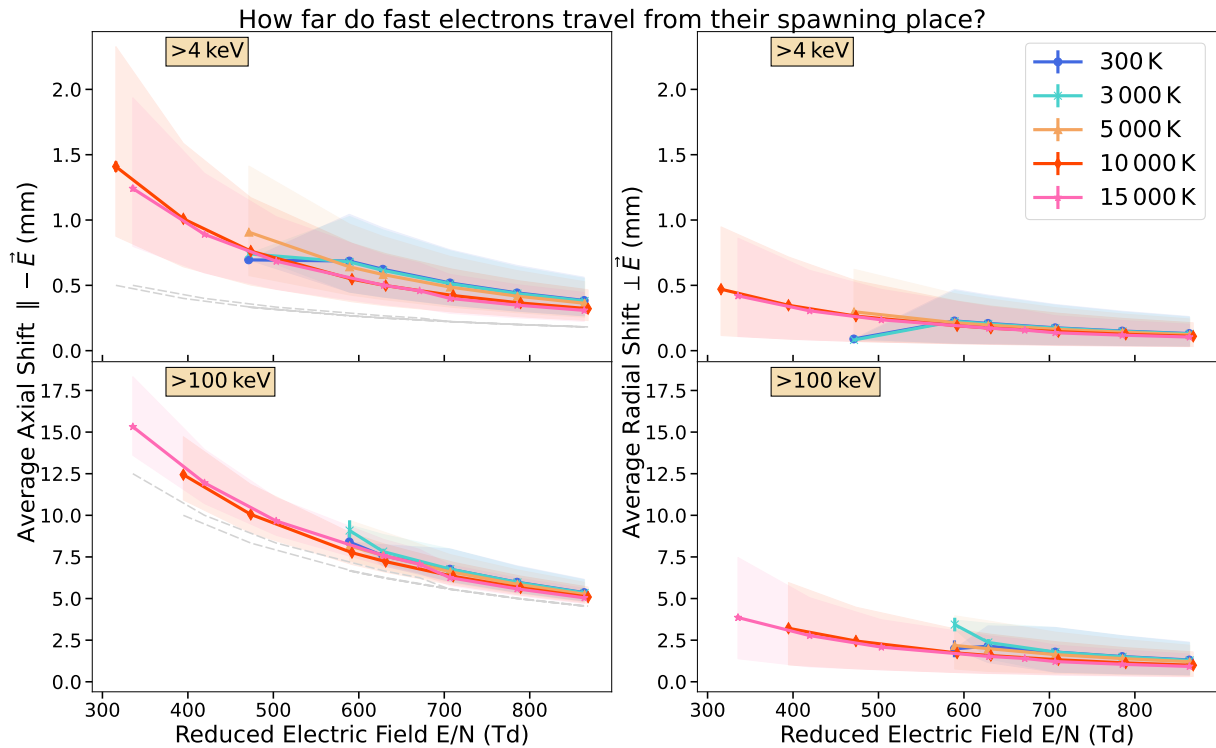 How far do fast electrons travel from their spawning place?
>4 keV
>4 keV
300 K
3 000 K
5 000 K
10 000 K
15 000 K
2.0
1.5
1.0
0.5
0.0
2.0
1.5
1.0
0.5
0.0
Average Axial Shift ∥ − E⃗ (mm)
Average Radial Shift ⊥ E⃗ (mm)
>100 keV
>100 keV
17.5
15.0
12.5
10.0
7.5
5.0
2.5
0.0
17.5
15.0
12.5
10.0
7.5
5.0
2.5
0.0
300 400 500 600 700 800
300 400 500 600 700 800
Reduced Electric Field E/N (Td)
Reduced Electric Field E/N (Td)